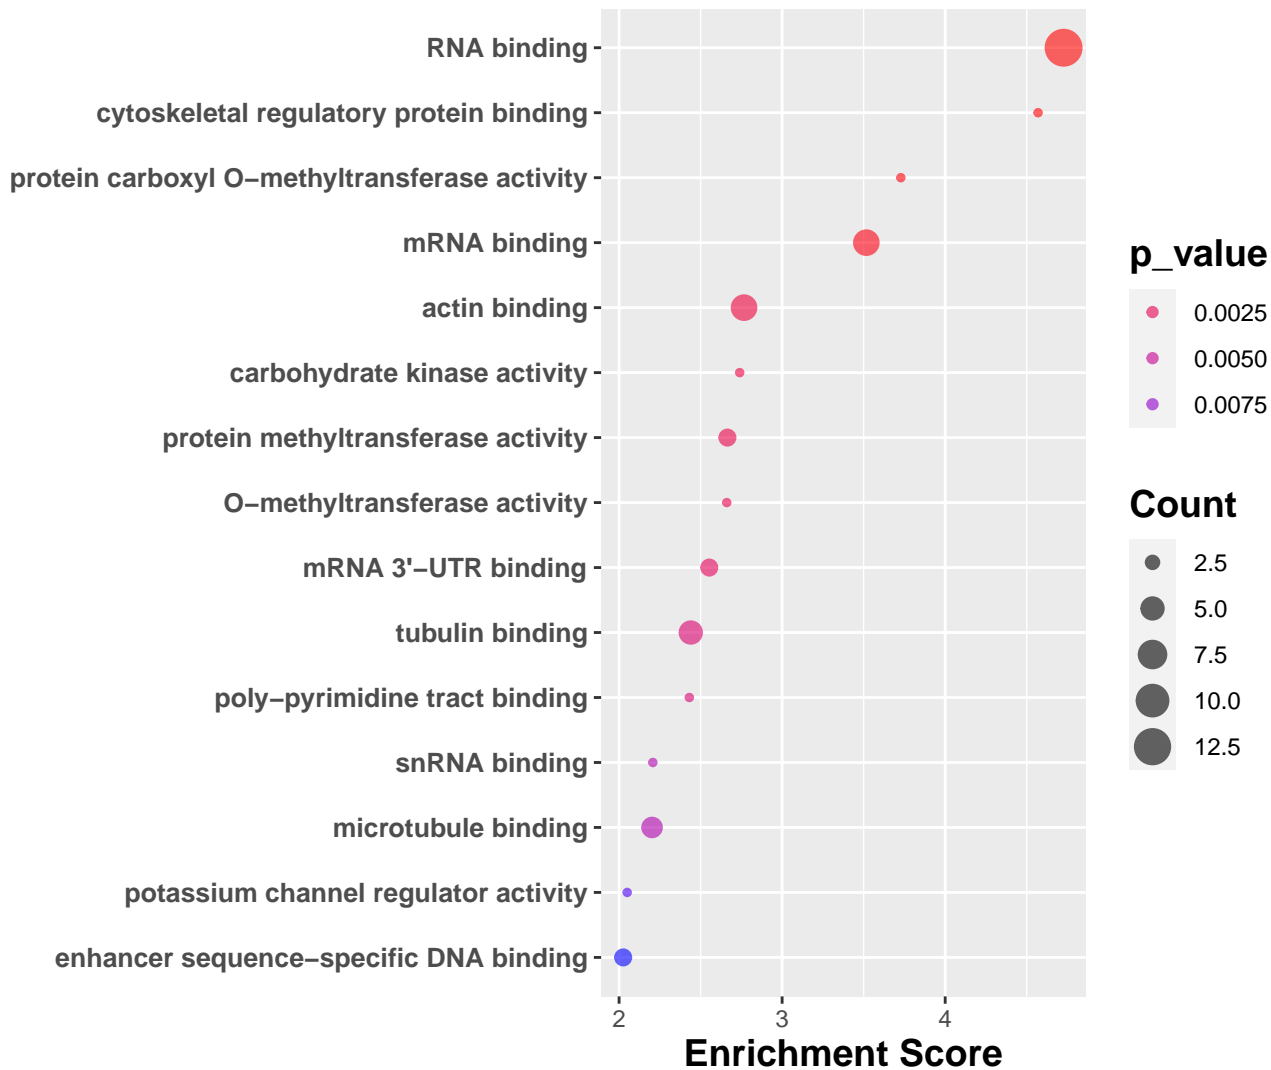 RNA binding
cytoskeletal regulatory protein binding
protein carboxyl O−methyltransferase activity
mRNA binding
actin binding
carbohydrate kinase activity
protein methyltransferase activity
O−methyltransferase activity
mRNA 3'−UTR binding
tubulin binding
poly−pyrimidine tract binding
snRNA binding
microtubule binding
potassium channel regulator activity
enhancer sequence−specific DNA binding
2 3 4
Enrichment Score
p_value
0.0025
0.0050
0.0075
Count
2.5
5.0
7.5
10.0
12.5